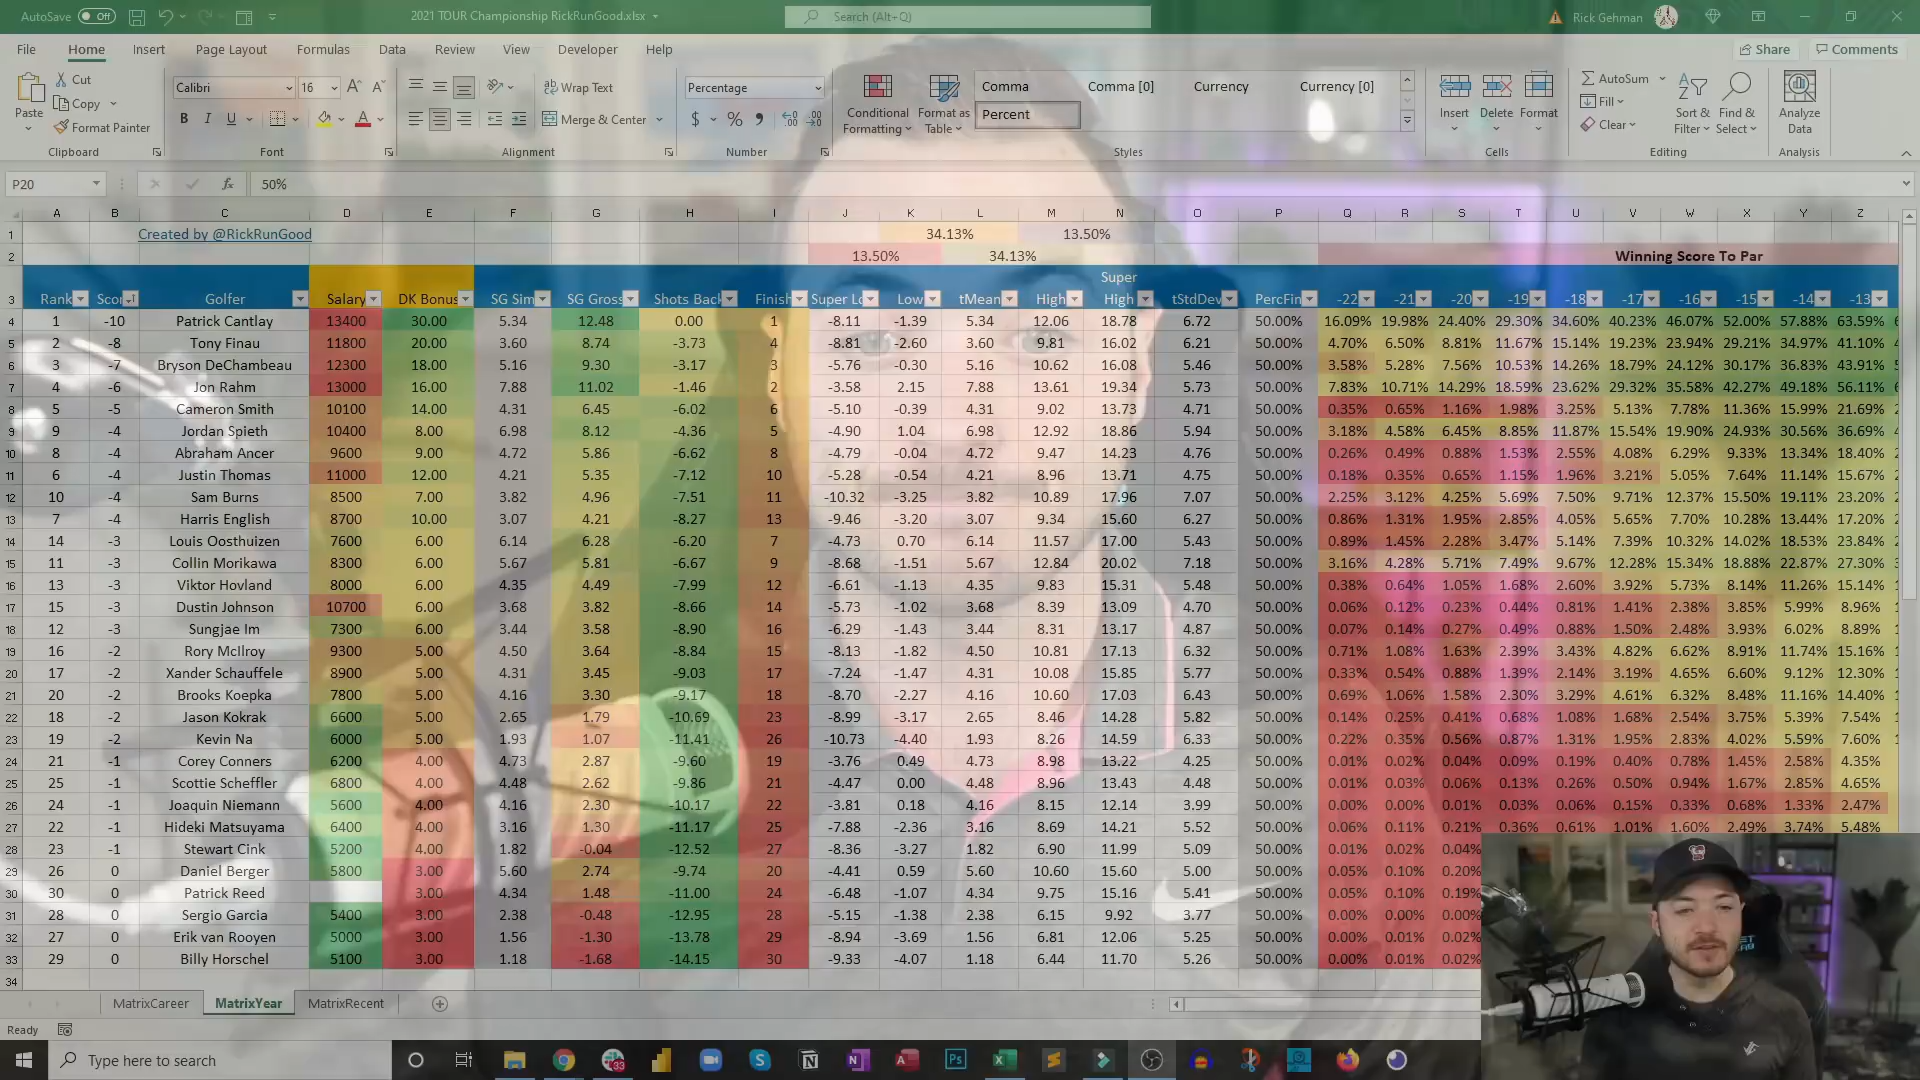 AutoSave Off 2021 TOUR Championship RickRunGood.xlsx Search (Alt+Q) Rick Gehman
File Home Insert Page Layout Formulas Data Review View Developer Help Share Comments
Cut Calibri 16 Wrap Text Percentage Comma Comma [0] Currency Currency [0] AutoSum
Paste Copy Conditional Formatting Format as Table Insert Delete Format Fill Sort & Filter Find & Select Analyze Data
Format Painter B I U Merge & Center $ % Percent Clear
Clipboard Font Alignment Number Styles Cells Editing Analysis
P20 fx 50%
A B C D E F G H I J K L M N O P Q R S T U V W X Y Z
1 Created by @RickRunGood 34.13% 13.50%
2 13.50% 34.13% Winning Score To Par
3 Rank Golfer Salary DK Bonus SG Sim SG Gross Shots Back Finish Low tMean High Super High tStdDev PercFin -22 -21 -20 -19 -18 -17 -16 -15 -14 -13
4 1 -10 Patrick Cantlay 13400 30.00 5.34 12.48 0.00 1 -8.11 -1.39 5.34 12.06 18.78 6.72 50.00% 16.09% 19.98% 24.40% 29.30% 34.60% 40.23% 46.07% 52.00% 57.88% 63.59%
5 2 -8 Tony Finau 11800 20.00 3.60 8.74 -3.73 4 -8.81 -2.60 3.60 9.81 16.02 6.21 50.00% 4.70% 6.50% 8.81% 11.67% 15.14% 19.23% 23.94% 29.21% 34.97% 41.10%
6 3 -7 Bryson DeChambeau 12300 18.00 5.16 9.30 -3.17 3 -5.76 -0.30 5.16 10.62 16.08 5.46 50.00% 3.58% 5.28% 7.56% 10.53% 14.26% 18.79% 24.12% 30.17% 36.83% 43.91%
7 4 -6 Jon Rahm 13000 16.00 7.88 11.02 -1.46 2 -3.58 2.15 7.88 13.61 19.34 5.73 50.00% 7.83% 10.71% 14.29% 18.59% 23.62% 29.32% 35.58% 42.27% 49.18% 56.11%
8 5 -5 Cameron Smith 10100 14.00 4.31 6.45 -6.02 6 -5.10 -0.39 4.31 9.02 13.73 4.71 50.00% 0.35% 0.65% 1.16% 1.98% 3.25% 5.13% 7.78% 11.36% 15.99% 21.69%
9 9 -4 Jordan Spieth 10400 8.00 6.98 8.12 -4.36 5 -4.90 1.04 6.98 12.92 18.86 5.94 50.00% 3.18% 4.58% 6.45% 8.85% 11.87% 15.54% 19.90% 24.93% 30.56% 36.69%
10 8 -4 Abraham Ancer 9600 9.00 4.72 5.86 -6.62 8 -4.79 -0.04 4.72 9.47 14.23 4.76 50.00% 0.26% 0.49% 0.88% 1.53% 2.55% 4.08% 6.29% 9.33% 13.34% 18.40%
11 6 -4 Justin Thomas 11000 12.00 4.21 5.35 -7.12 10 -5.28 -0.54 4.21 8.96 13.71 4.75 50.00% 0.18% 0.35% 0.65% 1.15% 1.96% 3.21% 5.05% 7.64% 11.14% 15.67%
12 10 -4 Sam Burns 8500 7.00 3.82 4.96 -7.51 11 -10.32 -3.25 3.82 10.89 17.96 7.07 50.00% 2.25% 3.12% 4.25% 5.69% 7.50% 9.71% 12.37% 15.50% 19.11% 23.20%
13 7 -4 Harris English 8700 10.00 3.07 4.21 -8.27 13 -9.46 -3.20 3.07 9.34 15.60 6.27 50.00% 0.86% 1.31% 1.95% 2.85% 4.05% 5.65% 7.70% 10.28% 13.44% 17.20%
14 14 -3 Louis Oosthuizen 7600 6.00 6.14 6.28 -6.20 7 -4.73 0.70 6.14 11.57 17.00 5.43 50.00% 0.89% 1.45% 2.28% 3.47% 5.14% 7.39% 10.32% 14.02% 18.53% 23.84%
15 11 -3 Collin Morikawa 8300 6.00 5.67 5.81 -6.67 9 -8.68 -1.51 5.67 12.84 20.02 7.18 50.00% 3.16% 4.28% 5.71% 7.49% 9.67% 12.28% 15.34% 18.88% 22.87% 27.30%
16 13 -3 Viktor Hovland 8000 6.00 4.35 4.49 -7.99 12 -6.61 -1.13 4.35 9.83 15.31 5.48 50.00% 0.38% 0.64% 1.05% 1.68% 2.60% 3.92% 5.73% 8.14% 11.26% 15.14%
17 15 -3 Dustin Johnson 10700 6.00 3.68 3.82 -8.66 14 -5.73 -1.02 3.68 8.39 13.09 4.70 50.00% 0.06% 0.12% 0.23% 0.44% 0.81% 1.41% 2.38% 3.85% 5.99% 8.96%
18 12 -3 Sungjae Im 7300 6.00 3.44 3.58 -8.90 16 -6.29 -1.43 3.44 8.31 13.17 4.87 50.00% 0.07% 0.14% 0.27% 0.49% 0.88% 1.50% 2.48% 3.93% 6.02% 8.89%
19 16 -2 Rory McIlroy 9300 5.00 4.50 3.64 -8.84 15 -8.13 -1.82 4.50 10.81 17.13 6.32 50.00% 0.71% 1.08% 1.63% 2.39% 3.43% 4.82% 6.62% 8.91% 11.74% 15.16%
20 17 -2 Xander Schauffele 8900 5.00 4.31 3.45 -9.03 17 -7.24 -1.47 4.31 10.08 15.85 5.77 50.00% 0.33% 0.54% 0.88% 1.39% 2.14% 3.19% 4.65% 6.60% 9.12% 12.30%
21 20 -2 Brooks Koepka 7800 5.00 4.16 3.30 -9.17 18 -8.70 -2.27 4.16 10.60 17.03 6.43 50.00% 0.69% 1.06% 1.58% 2.30% 3.29% 4.61% 6.32% 8.48% 11.16% 14.40%
22 18 -2 Jason Kokrak 6600 5.00 2.65 1.79 -10.69 23 -8.99 -3.17 2.65 8.46 14.28 5.82 50.00% 0.14% 0.25% 0.41% 0.68% 1.08% 1.68% 2.54% 3.75% 5.39% 7.54%
23 19 -2 Kevin Na 6000 5.00 1.93 1.07 -11.41 26 -10.73 -4.40 1.93 8.26 14.59 6.33 50.00% 0.22% 0.35% 0.56% 0.87% 1.31% 1.95% 2.83% 4.02% 5.59% 7.60%
24 21 -1 Corey Conners 6200 4.00 4.73 2.87 -9.60 19 -3.76 0.49 4.73 8.98 13.22 4.25 50.00% 0.01% 0.02% 0.04% 0.09% 0.19% 0.40% 0.78% 1.45% 2.58% 4.35%
25 25 -1 Scottie Scheffler 6800 4.00 4.48 2.62 -9.86 21 -4.47 0.00 4.48 8.96 13.43 4.48 50.00% 0.01% 0.03% 0.06% 0.13% 0.26% 0.50% 0.94% 1.67% 2.85% 4.65%
26 24 -1 Joaquin Niemann 5600 4.00 4.16 2.30 -10.17 22 -3.81 0.18 4.16 8.15 12.14 3.99 50.00% 0.00% 0.00% 0.01% 0.03% 0.06% 0.15% 0.33% 0.68% 1.33% 2.47%
27 22 -1 Hideki Matsuyama 6400 4.00 3.16 1.30 -11.17 25 -7.88 -2.36 3.16 8.69 14.21 5.52 50.00% 0.06% 0.11% 0.21% 0.36% 0.61% 1.01% 1.60% 2.49% 3.74% 5.48%
28 23 -1 Stewart Cink 5200 4.00 1.82 -0.04 -12.52 27 -8.36 -3.27 1.82 6.90 11.99 5.09 50.00% 0.01% 0.02% 0.04%
29 26 0 Daniel Berger 5800 3.00 5.60 2.74 -9.74 20 -4.41 0.59 5.60 10.60 15.60 5.00 50.00% 0.05% 0.10% 0.20%
30 30 0 Patrick Reed 3.00 4.34 1.48 -11.00 24 -6.48 -1.07 4.34 9.75 15.16 5.41 50.00% 0.05% 0.10% 0.19%
31 28 0 Sergio Garcia 5400 3.00 2.38 -0.48 -12.95 28 -5.15 -1.38 2.38 6.15 9.92 3.77 50.00% 0.00% 0.00% 0.00%
32 27 0 Erik van Rooyen 5000 3.00 1.56 -1.30 -13.78 29 -8.94 -3.69 1.56 6.81 12.06 5.25 50.00% 0.00% 0.01% 0.02%
33 29 0 Billy Horschel 5100 3.00 1.18 -1.68 -14.15 30 -9.33 -4.07 1.18 6.44 11.70 5.26 50.00% 0.00% 0.01% 0.02%
34
MatrixCareer MatrixYear MatrixRecent
Ready
Type here to search 33